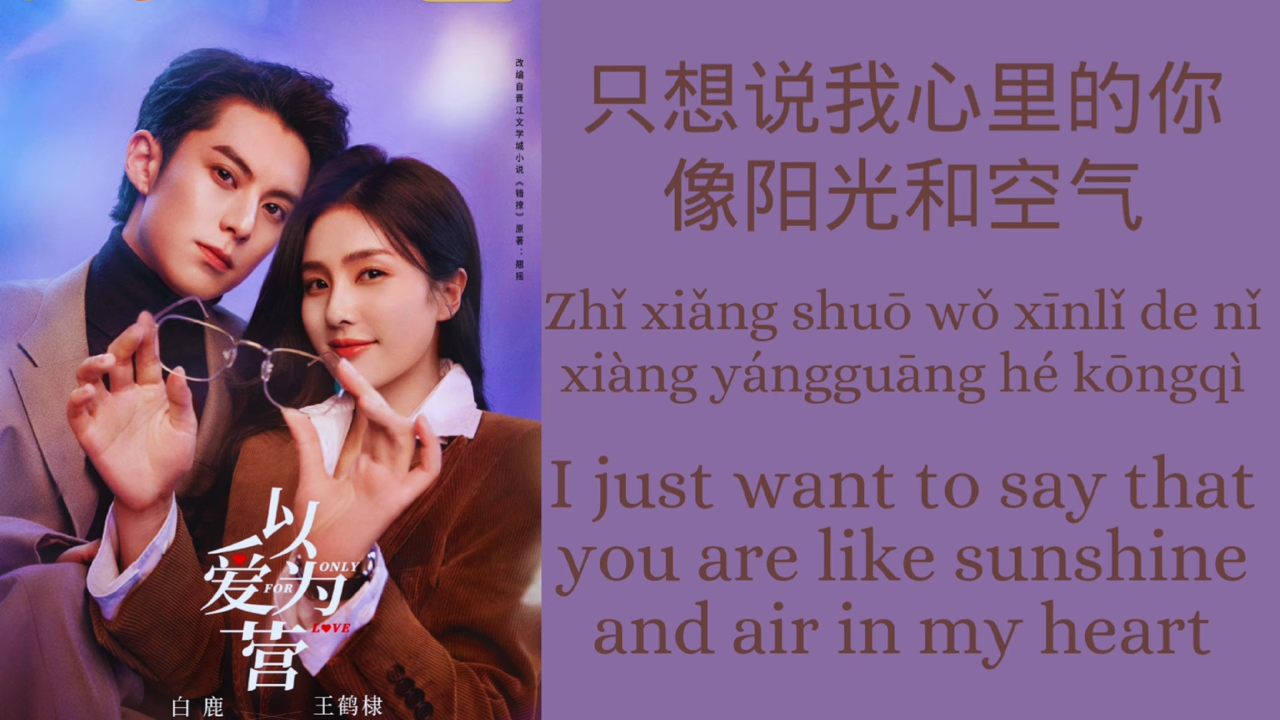 改编自晋江文学城小说《错撩》原著：翘摇
以
爱为
营
ONLY
FOR
LOVE
白鹿
王鹤棣
只想说我心里的你
像阳光和空气
Zhǐ xiǎng shuō wǒ xīnlǐ de nǐ
xiàng yángguāng hé kōngqì
I just want to say that
you are like sunshine
and air in my heart